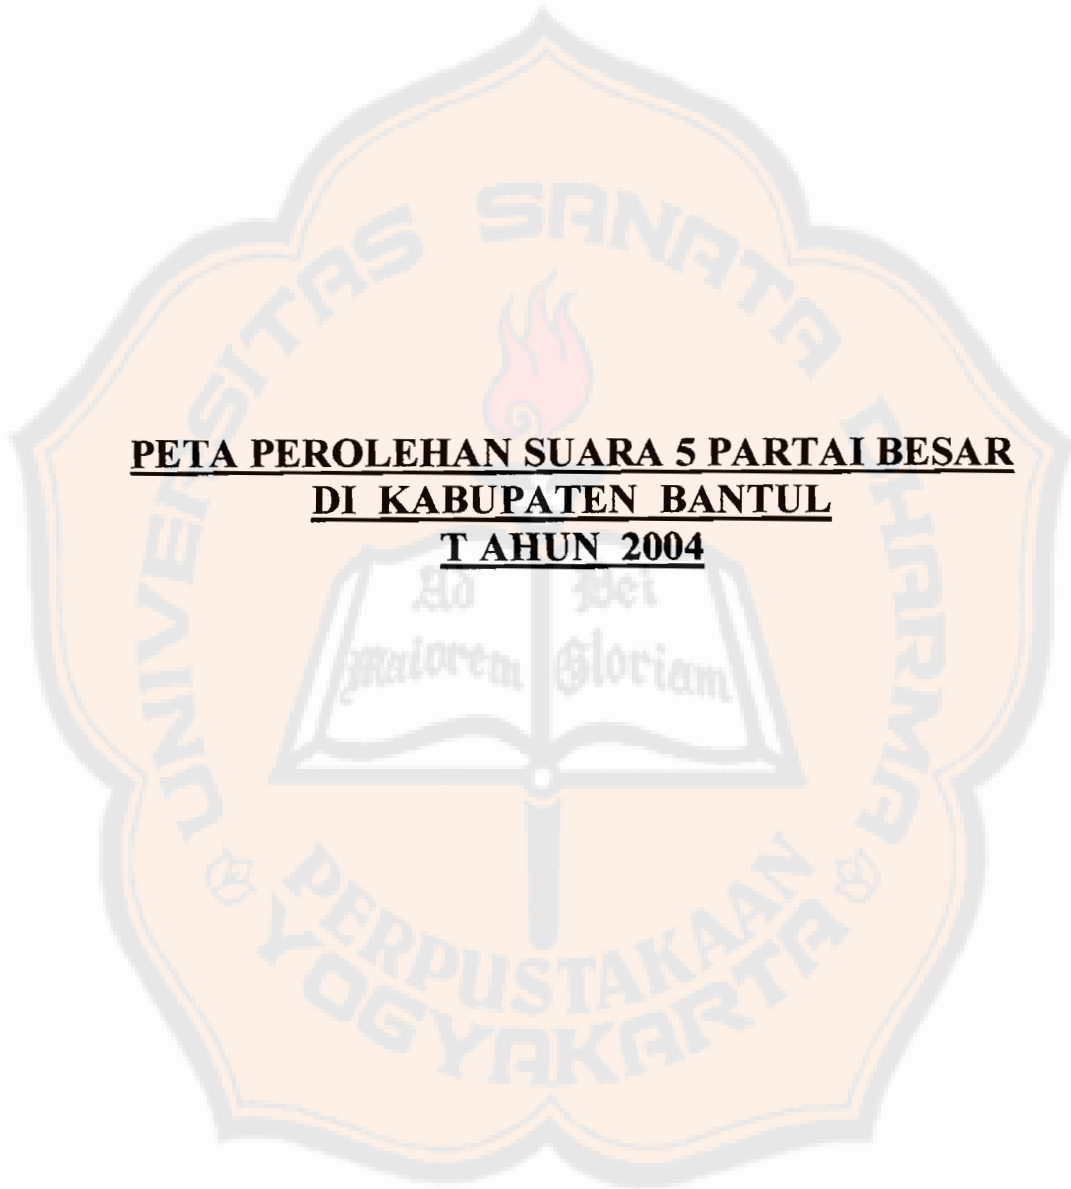 UNIVERSITAS SANATA DHARMA
PETA PEROLEHAN SUARA 5 PARTAI BESAR
DI KABUPATEN BANTUL
T AHUN 2004
Ad Dei
Maiorem Gloriam
PERPUSTAKAAN
YOGYAKARTA